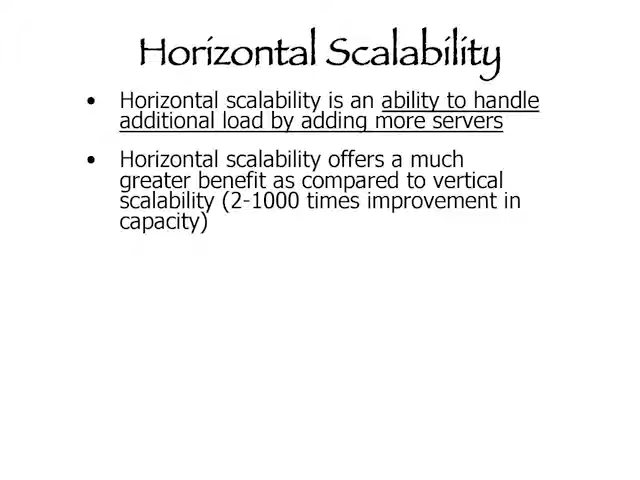 Horizontal Scalability
• Horizontal scalability is an ability to handle
additional load by adding more servers
• Horizontal scalability offers a much
greater benefit as compared to vertical
scalability (2-1000 times improvement in
capacity)